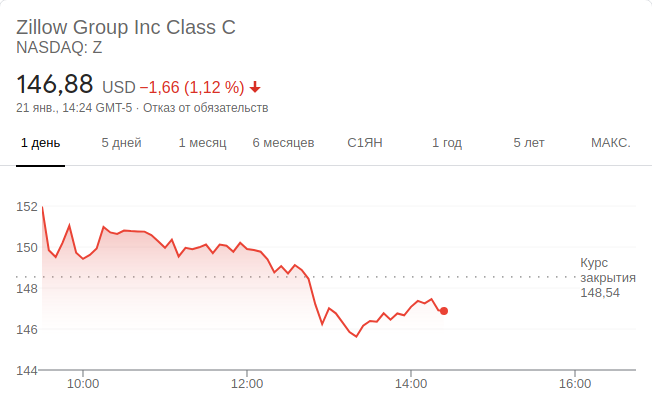 Zillow Group Inc Class C
NASDAQ: Z
146,88 USD −1,66 (1,12 %)
21 янв., 14:24 GMT-5 · Отказ от обязательств
1 день 5 дней 1 месяц 6 месяцев С1ЯН 1 год 5 лет МАКС.
152
150
Курс
закрытия
148,54
148
146
144
10:00 12:00 14:00 16:00